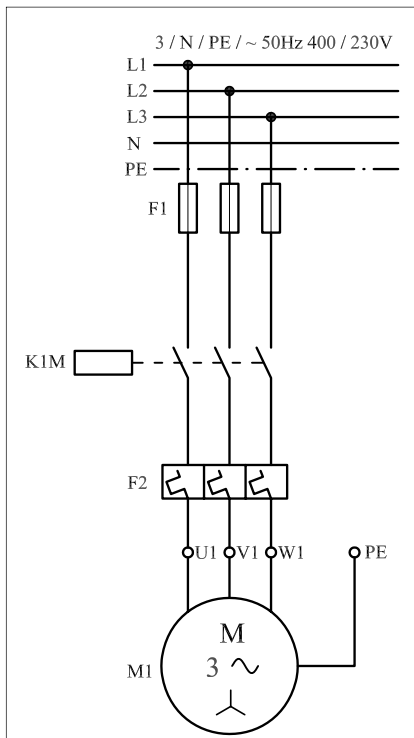 3 / N / PE / ~ 50Hz 400 / 230V
L1
L2
L3
N
PE
F1
K1M
F2
U1 V1 W1 PE
M
M1 3 ~